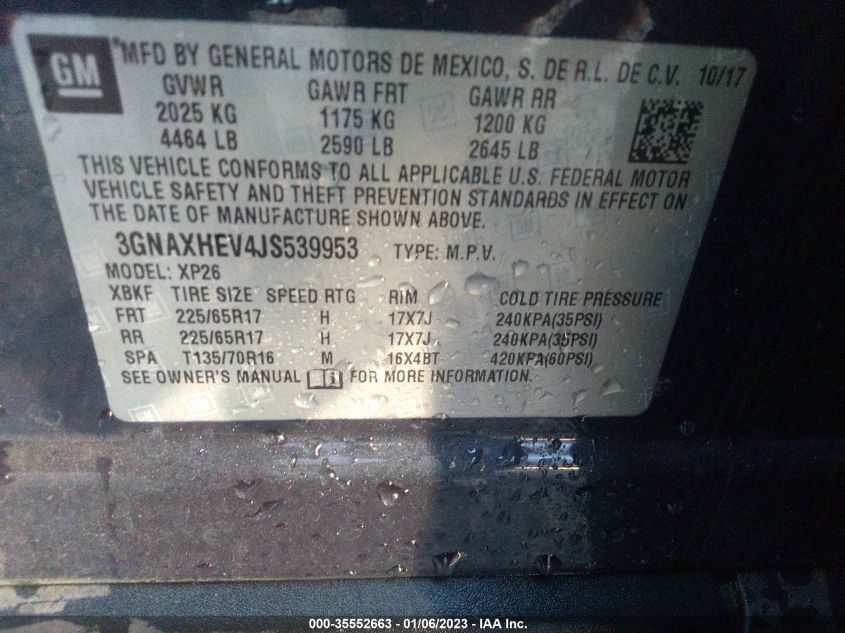 GM
*MFD BY GENERAL MOTORS DE MEXICO, S. DE R.L. DE C.V. 10/17
GVWR GAWR FRT GAWR RR
2025 KG 1175 KG 1200 KG
4464 LB 2590 LB 2645 LB
THIS VEHICLE CONFORMS TO ALL APPLICABLE U.S. FEDERAL MOTOR
VEHICLE SAFETY AND THEFT PREVENTION STANDARDS IN EFFECT ON
THE DATE OF MANUFACTURE SHOWN ABOVE.
3GNAXHEV4JS539953 TYPE: M.P.V.
MODEL: XP26
XBKF TIRE SIZE SPEED RTG RIM COLD TIRE PRESSURE
FRT 225/65R17 H 17X7J 240KPA(35PSI)
RR 225/65R17 H 17X7J 240KPA(35PSI)
SPA T135/70R16 M 16X4BT 420KPA(60PSI)
SEE OWNER'S MANUAL FOR MORE INFORMATION.
000-35552663 - 01/06/2023 - IAA Inc.